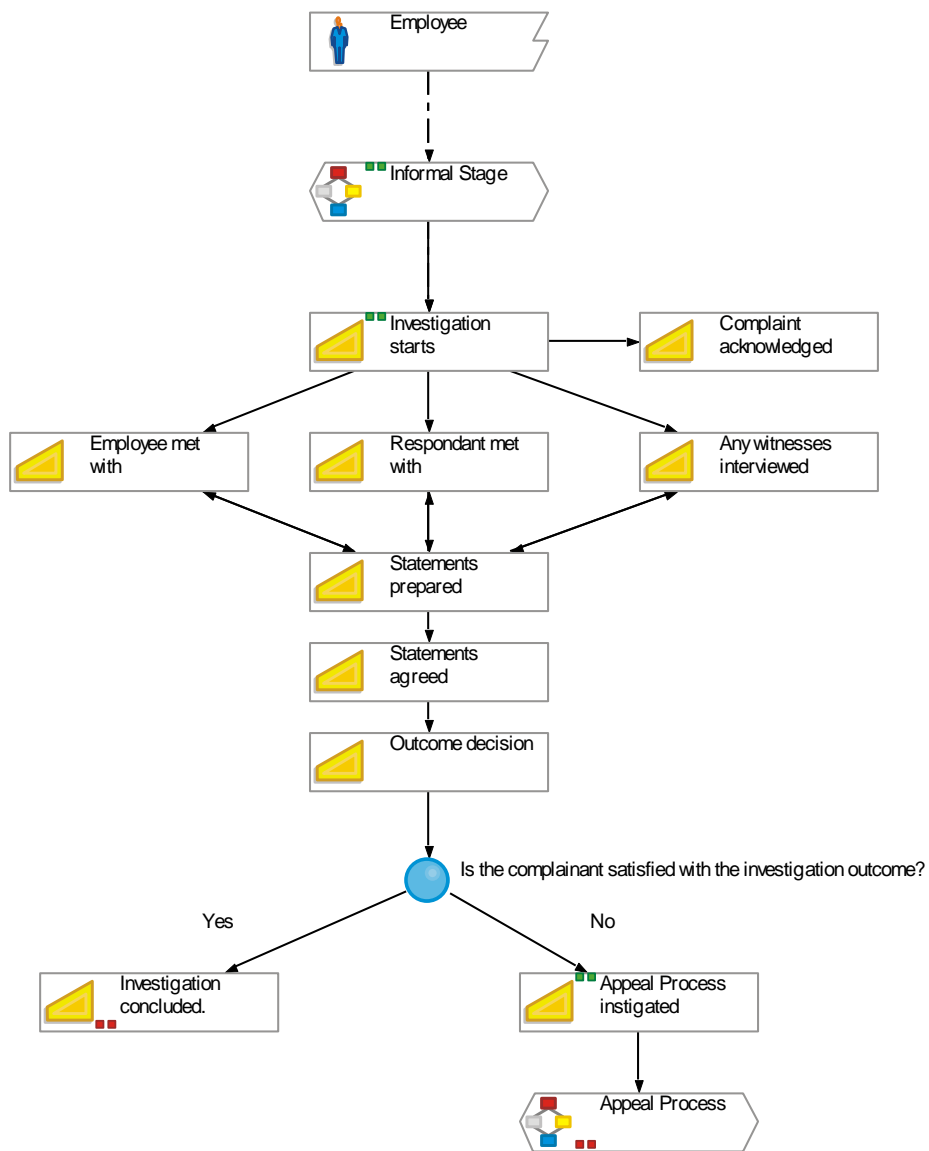 Employee
Informal Stage
Investigation
starts
Complaint
acknowledged
Employee met
with
Respondant met
with
Any witnesses
interviewed
Statements
prepared
Statements
agreed
Outcome decision
Is the complainant satisfied with the investigation outcome?
Yes
No
Investigation
concluded.
Appeal Process
instigated
Appeal Process